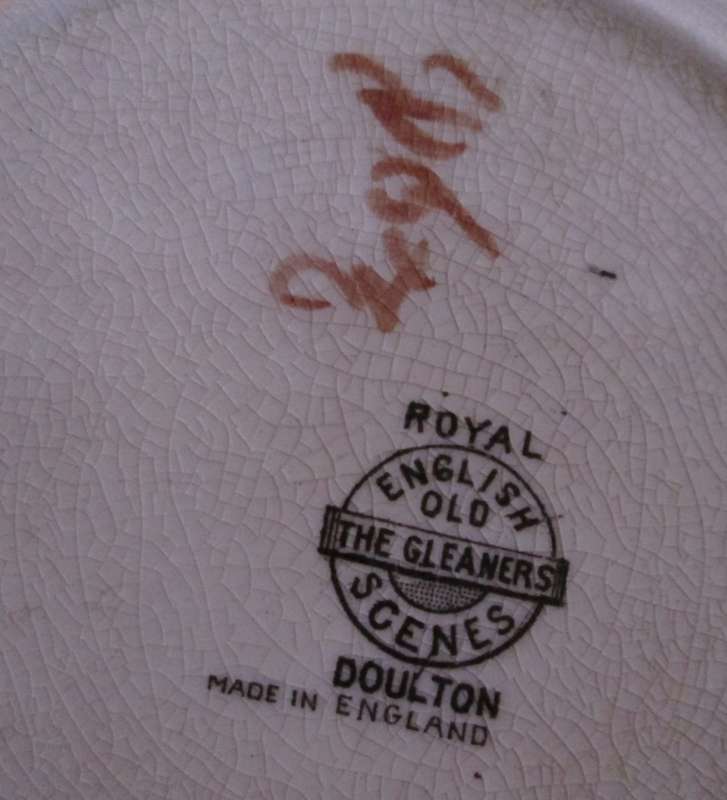 ROYAL
ENGLISH
OLD
THE GLEANERS
SCENES
DOULTON
MADE IN ENGLAND